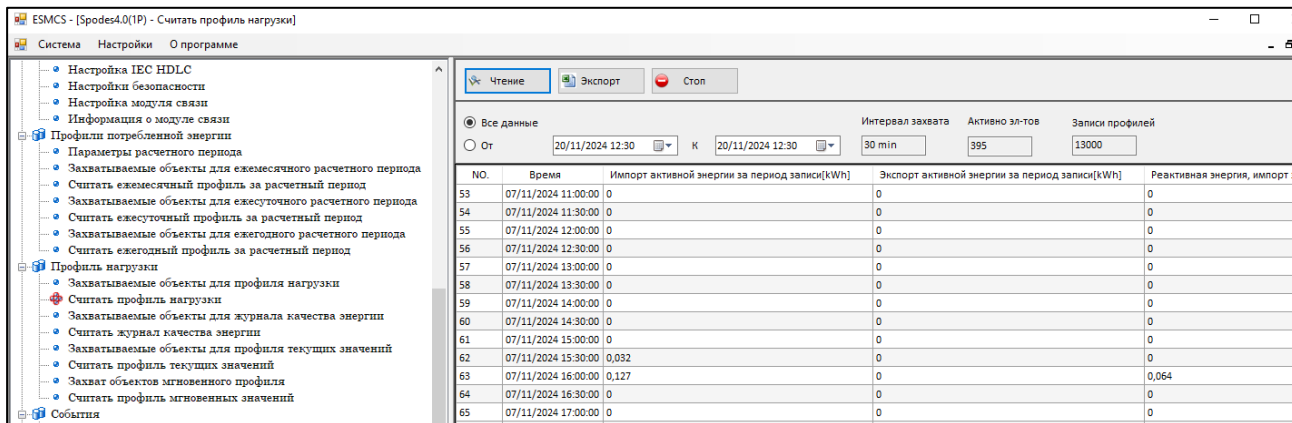 ESMCS - [Spodes4.0(1P) - Считать профиль нагрузки]
Система Настройки О программе
Настройка IEC HDLC
Настройки безопасности
Настройка модуля связи
Информация о модуле связи
Профили потребленной энергии
Параметры расчетного периода
Захватываемые объекты для ежемесячного расчетного периода
Считать ежемесячный профиль за расчетный период
Захватываемые объекты для ежесуточного расчетного периода
Считать ежесуточный профиль за расчетный период
Захватываемые объекты для ежегодного расчетного периода
Считать ежегодный профиль за расчетный период
Профиль нагрузки
Захватываемые объекты для профиля нагрузки
Считать профиль нагрузки
Захватываемые объекты для журнала качества энергии
Считать журнал качества энергии
Захватываемые объекты для профиля текущих значений
Считать профиль текущих значений
Захват объектов мгновенного профиля
Считать профиль мгновенных значений
События
Чтение Экспорт Стоп
Все данные Интервал захвата Активно эл-тов Записи профилей
От 20/11/2024 12:30 К 20/11/2024 12:30 30 min 395 13000
NO. Время Импорт активной энергии за период записи[kWh] Экспорт активной энергии за период записи[kWh] Реактивная энергия, импорт
53 07/11/2024 11:00:00 0 0 0
54 07/11/2024 11:30:00 0 0 0
55 07/11/2024 12:00:00 0 0 0
56 07/11/2024 12:30:00 0 0 0
57 07/11/2024 13:00:00 0 0 0
58 07/11/2024 13:30:00 0 0 0
59 07/11/2024 14:00:00 0 0 0
60 07/11/2024 14:30:00 0 0 0
61 07/11/2024 15:00:00 0 0 0
62 07/11/2024 15:30:00 0,032 0 0
63 07/11/2024 16:00:00 0,127 0 0,064
64 07/11/2024 16:30:00 0 0 0
65 07/11/2024 17:00:00 0 0 0